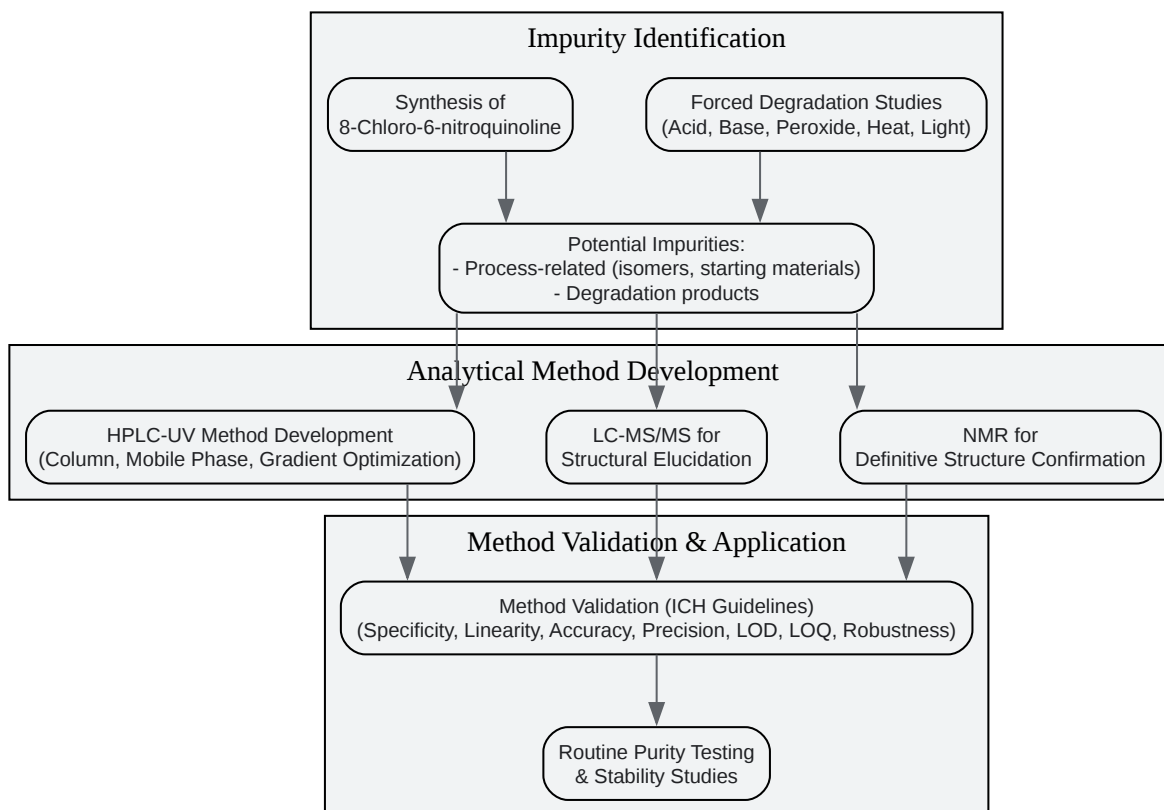 Impurity Identification
Synthesis of
8-Chloro-6-nitroquinoline
Forced Degradation Studies
(Acid, Base, Peroxide, Heat, Light)
Potential Impurities:
- Process-related (isomers, starting materials)
- Degradation products
Analytical Method Development
HPLC-UV Method Development
(Column, Mobile Phase, Gradient Optimization)
LC-MS/MS for
Structural Elucidation
NMR for
Definitive Structure Confirmation
Method Validation & Application
Method Validation (ICH Guidelines)
(Specificity, Linearity, Accuracy, Precision, LOD, LOQ, Robustness)
Routine Purity Testing
& Stability Studies